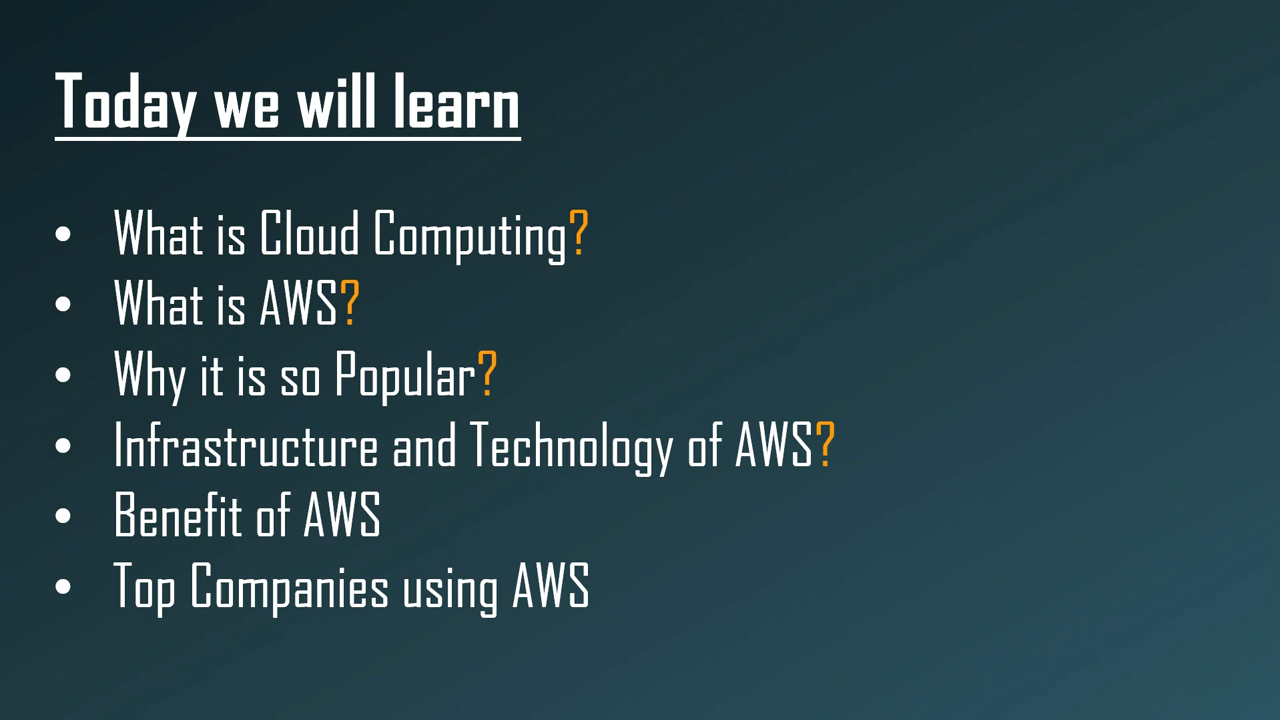 Today we will learn
• What is Cloud Computing?
• What is AWS?
• Why it is so Popular?
• Infrastructure and Technology of AWS?
• Benefit of AWS
• Top Companies using AWS